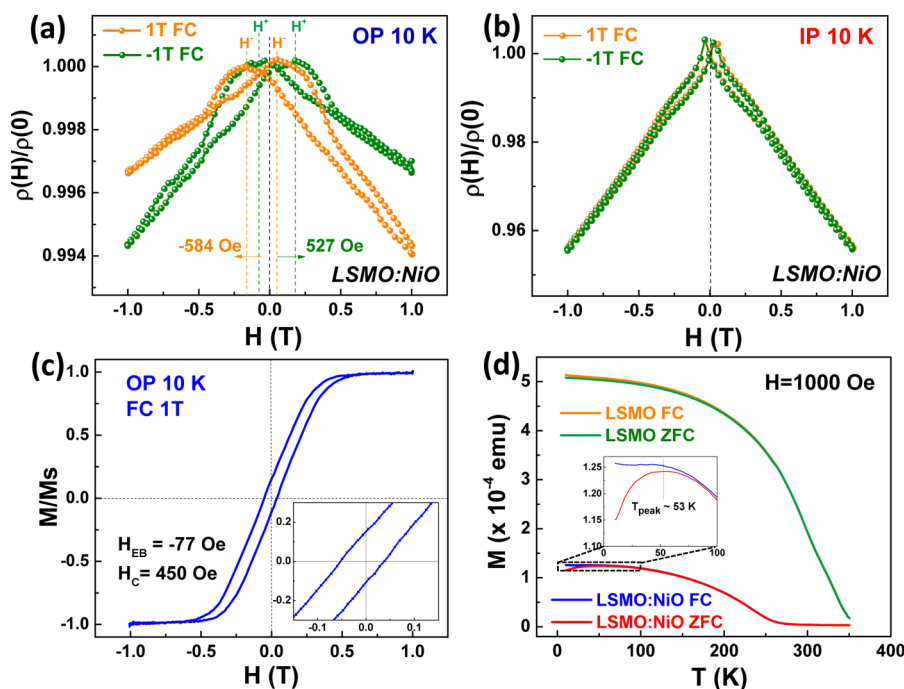 (a)
H⁻ H⁺ H⁻ H⁺
1T FC
-1T FC
OP 10 K
1.000
0.998
0.996
0.994
ρ(H)/ρ(0)
-584 Oe
527 Oe
LSMO:NiO
-1.0 -0.5 0.0 0.5 1.0
H (T)
(b)
1T FC
-1T FC
IP 10 K
1.00
0.98
0.96
ρ(H)/ρ(0)
LSMO:NiO
-1.0 -0.5 0.0 0.5 1.0
H (T)
(c)
OP 10 K
FC 1T
1.0
0.5
0.0
-0.5
-1.0
M/Ms
H_EB = -77 Oe
H_C= 450 Oe
0.2
0.0
-0.2
-0.1 0.0 0.1
-1.0 -0.5 0.0 0.5 1.0
H (T)
(d)
H=1000 Oe
LSMO FC
LSMO ZFC
5
4
3
2
1
0
M (x 10⁻⁴ emu)
1.25
1.20
1.15
1.10
T_peak ~ 53 K
0 50 100
LSMO:NiO FC
LSMO:NiO ZFC
0 100 200 300 400
T (K)